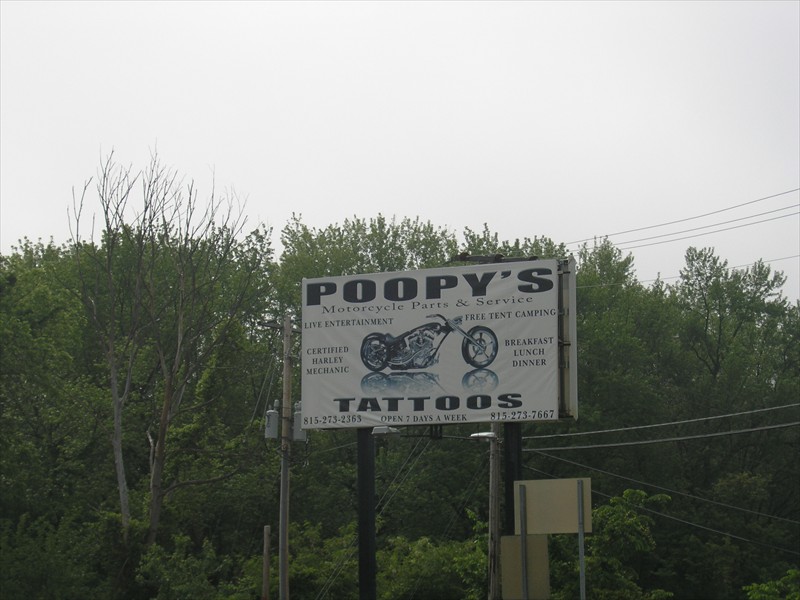 POOPY'S
Motorcycle Parts & Service
LIVE ENTERTAINMENT
FREE TENT CAMPING
CERTIFIED
HARLEY
MECHANIC
BREAKFAST
LUNCH
DINNER
TATTOOS
815-273-2363 OPEN 7 DAYS A WEEK 815-273-7667